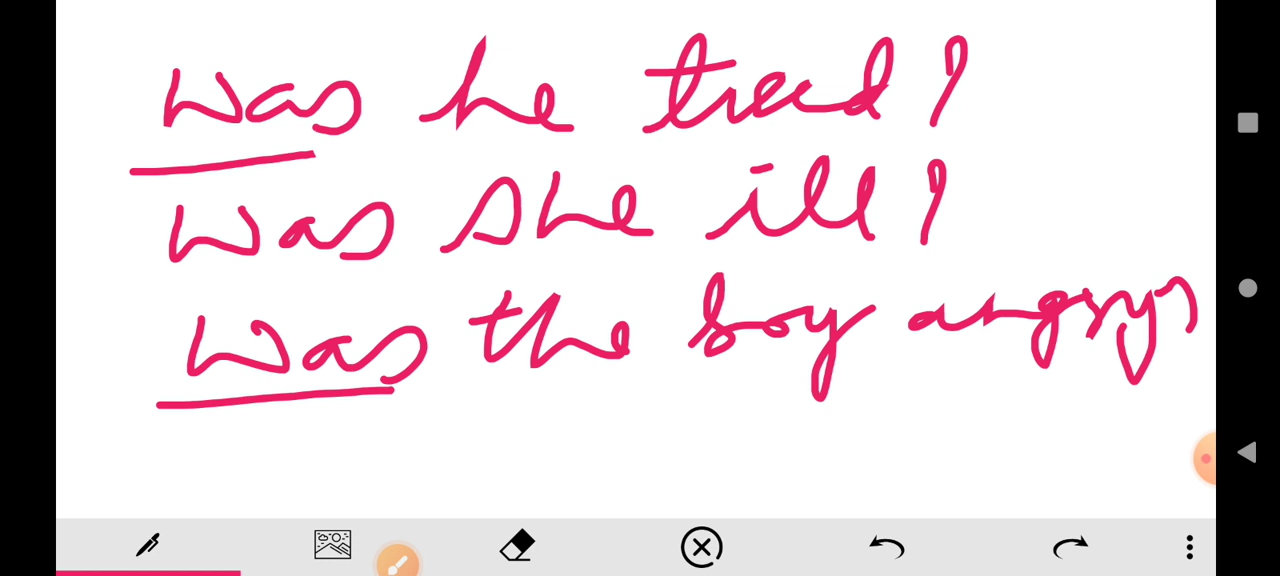 Was he tired?
Was she ill?
Was the boy angry?